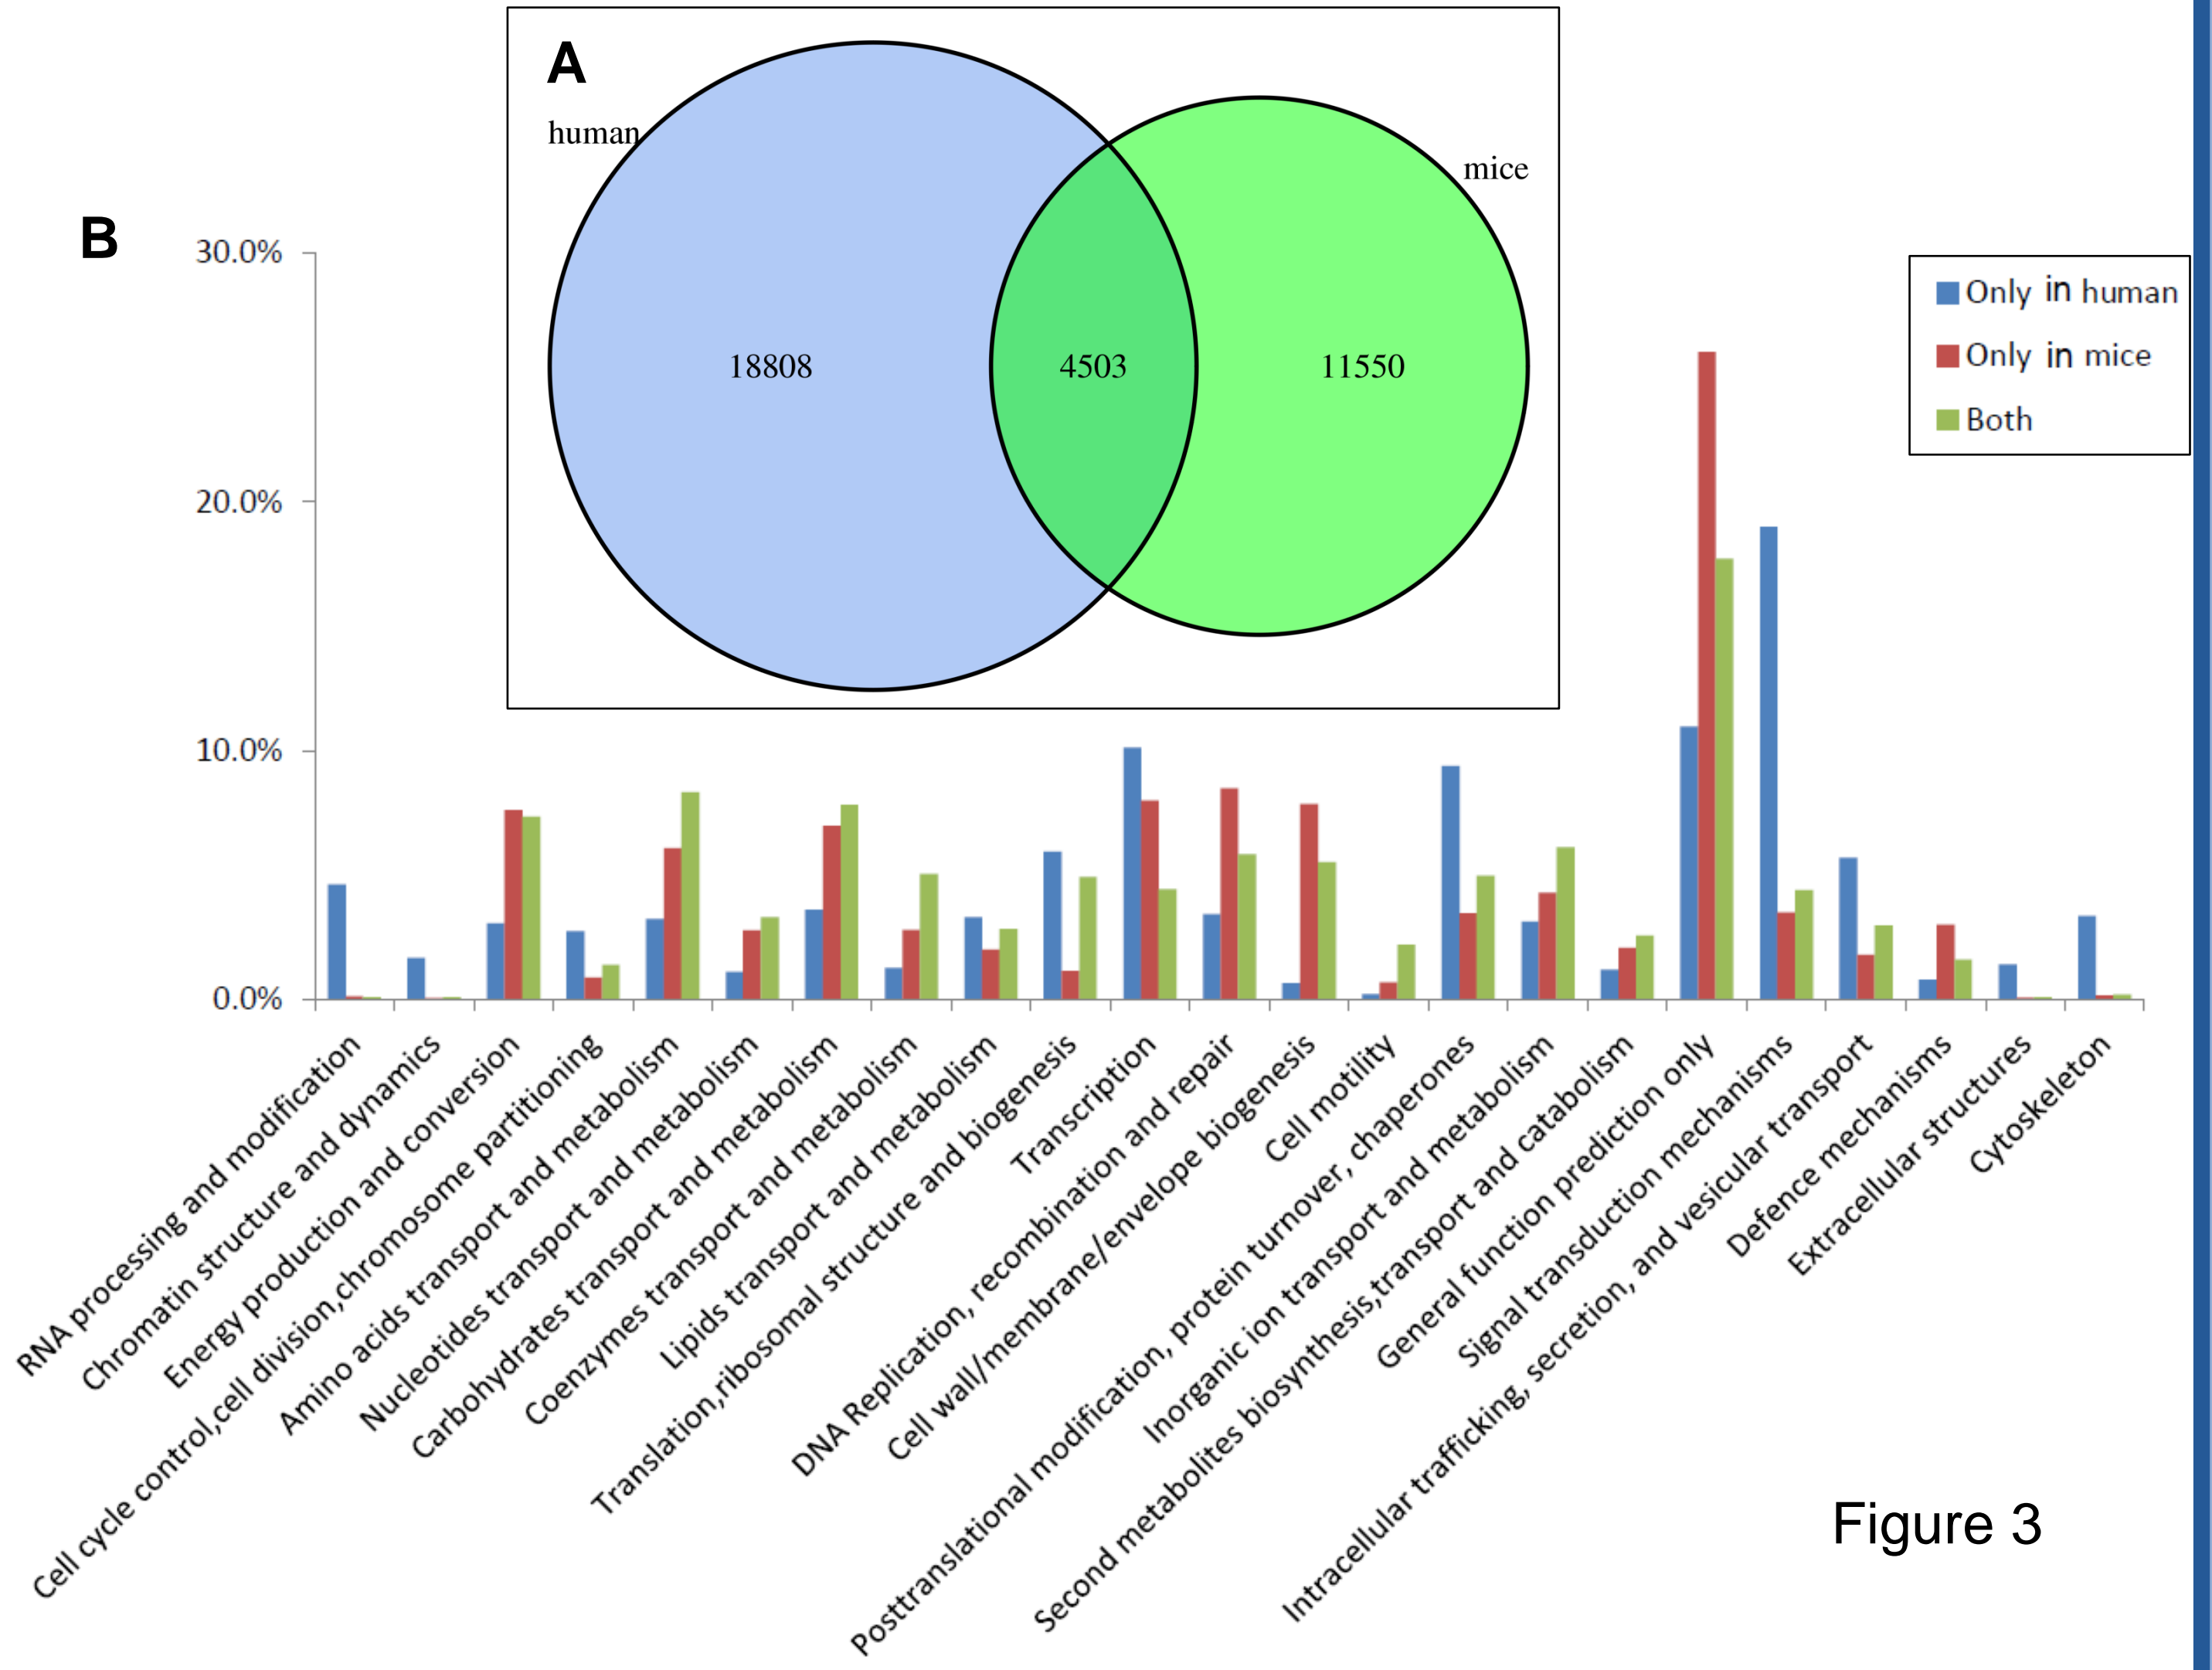 A
human
mice
18808
4503
11550
B
30.0%
20.0%
10.0%
0.0%
Only in human
Only in mice
Both
RNA processing and modification
Chromatin structure and dynamics
Energy production and conversion
Cell cycle control,cell division,chromosome partitioning
Amino acids transport and metabolism
Nucleotides transport and metabolism
Carbohydrates transport and metabolism
Coenzymes transport and metabolism
Lipids transport and metabolism
Translation,ribosomal structure and biogenesis
Transcription
DNA Replication, recombination and repair
Cell wall/membrane/envelope biogenesis
Cell motility
Posttranslational modification, protein turnover, chaperones
Inorganic ion transport and metabolism
Second metabolites biosynthesis,transport and catabolism
General function prediction only
Signal transduction mechanisms
Intracellular trafficking, secretion, and vesicular transport
Defence mechanisms
Extracellular structures
Cytoskeleton
Figure 3